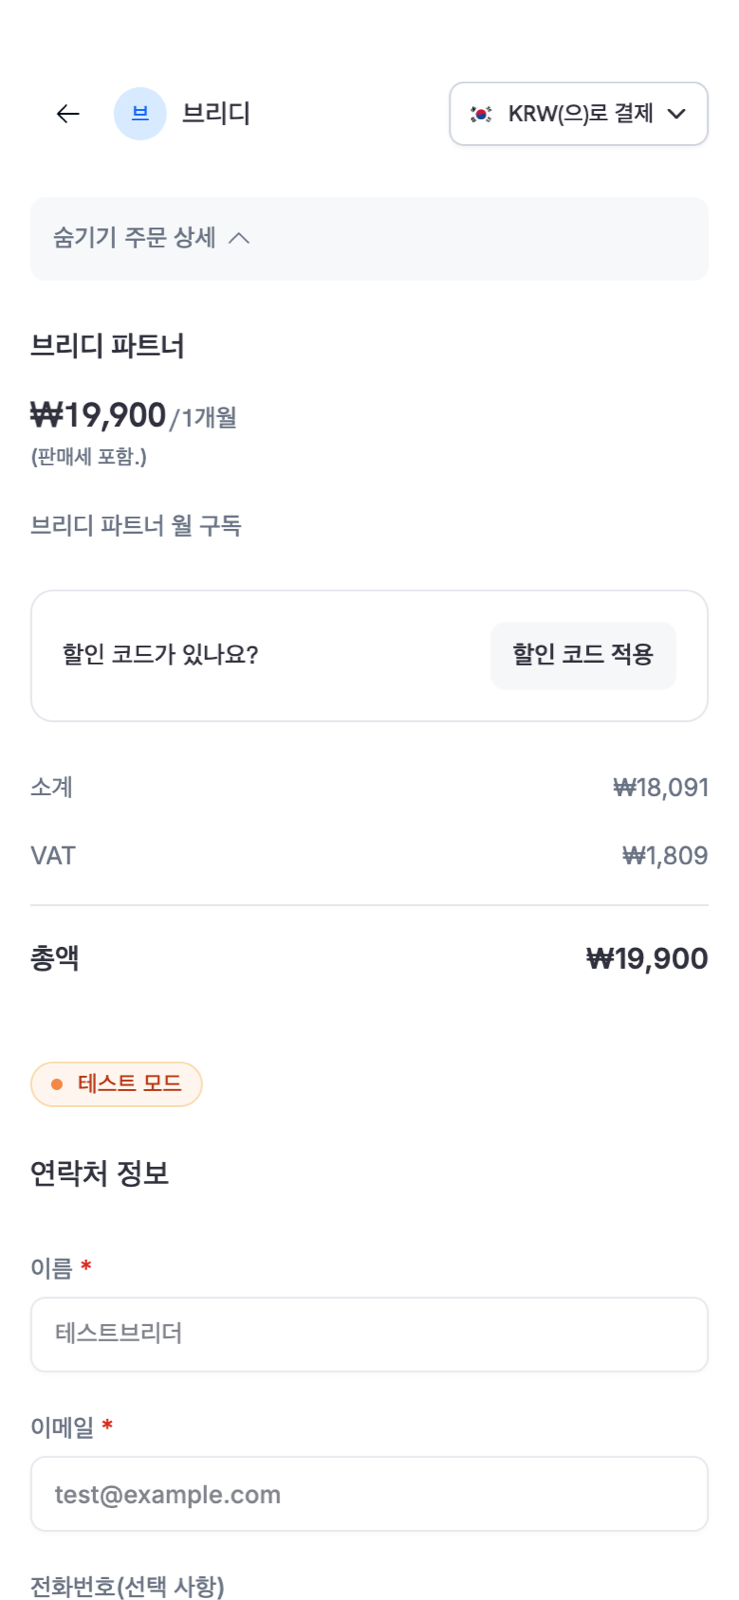 브
브리디
KRW(으)로 결제
숨기기 주문 상세
브리디 파트너
₩19,900/1개월
(판매세 포함.)
브리디 파트너 월 구독
할인 코드가 있나요?
할인 코드 적용
소계
₩18,091
VAT
₩1,809
총액
₩19,900
테스트 모드
연락처 정보
이름 *
테스트브리더
이메일 *
test@example.com
전화번호(선택 사항)